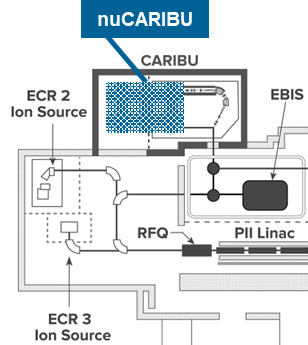 nuCARIBU
CARIBU
ECR 2
Ion Source
EBIS
RFQ
PII Linac
ECR 3
Ion Source